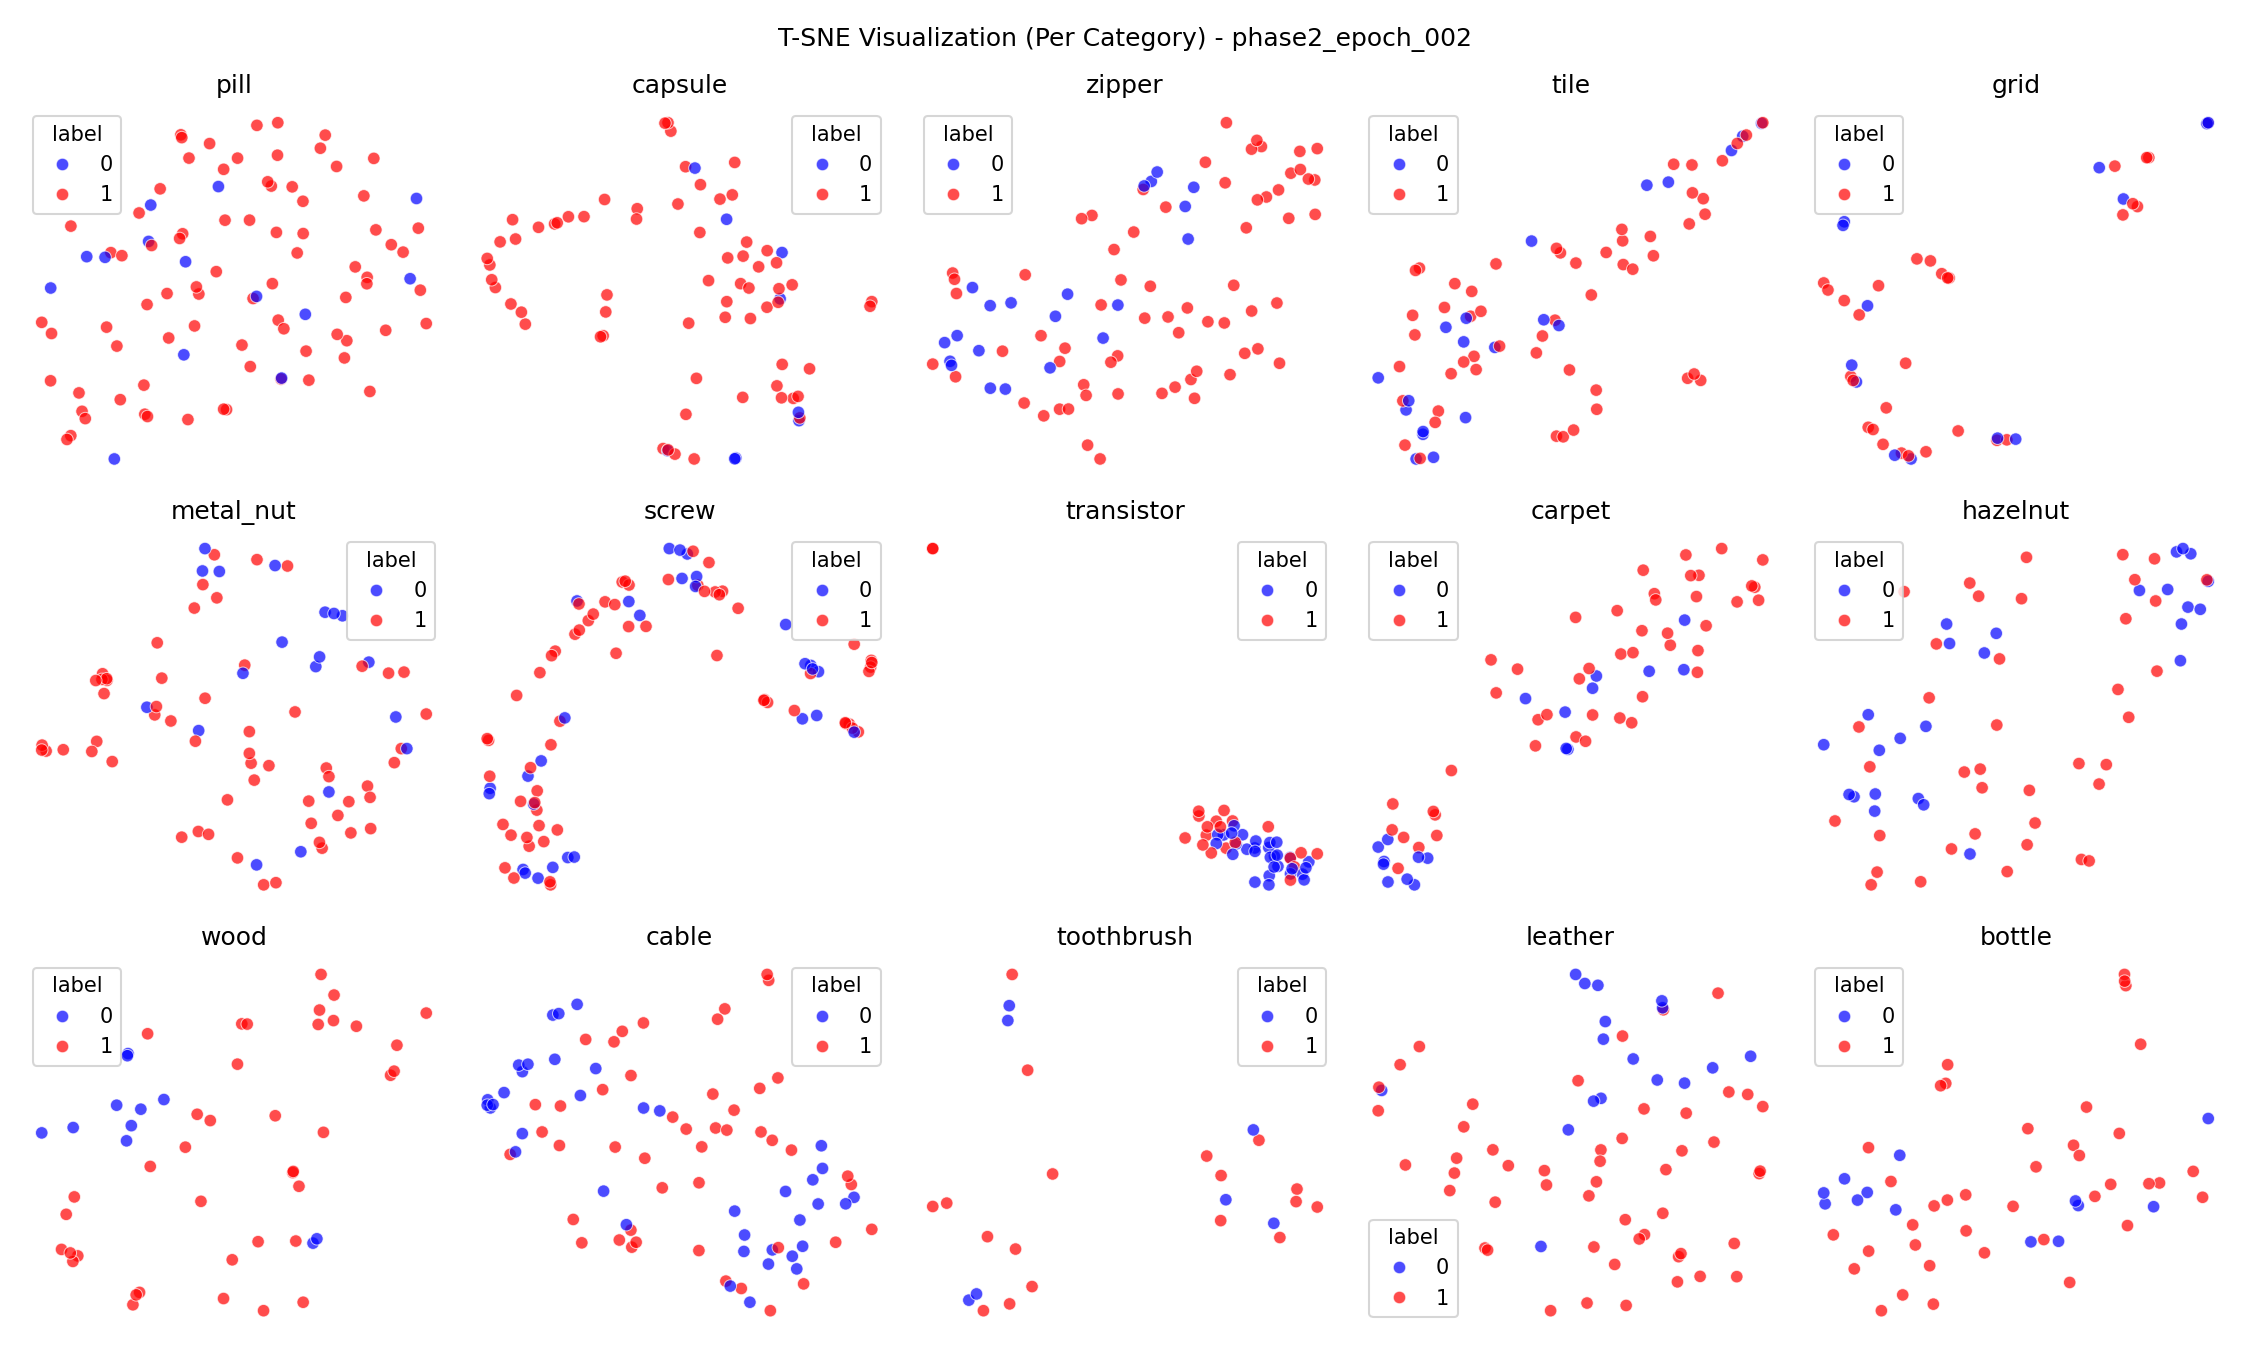 T-SNE Visualization (Per Category) - phase2_epoch_002
pill
label
0
1
capsule
label
0
1
zipper
label
0
1
tile
label
0
1
grid
label
0
1
metal_nut
label
0
1
screw
label
0
1
transistor
label
0
1
carpet
label
0
1
hazelnut
label
0
1
wood
label
0
1
cable
label
0
1
toothbrush
label
0
1
leather
label
0
1
bottle
label
0
1